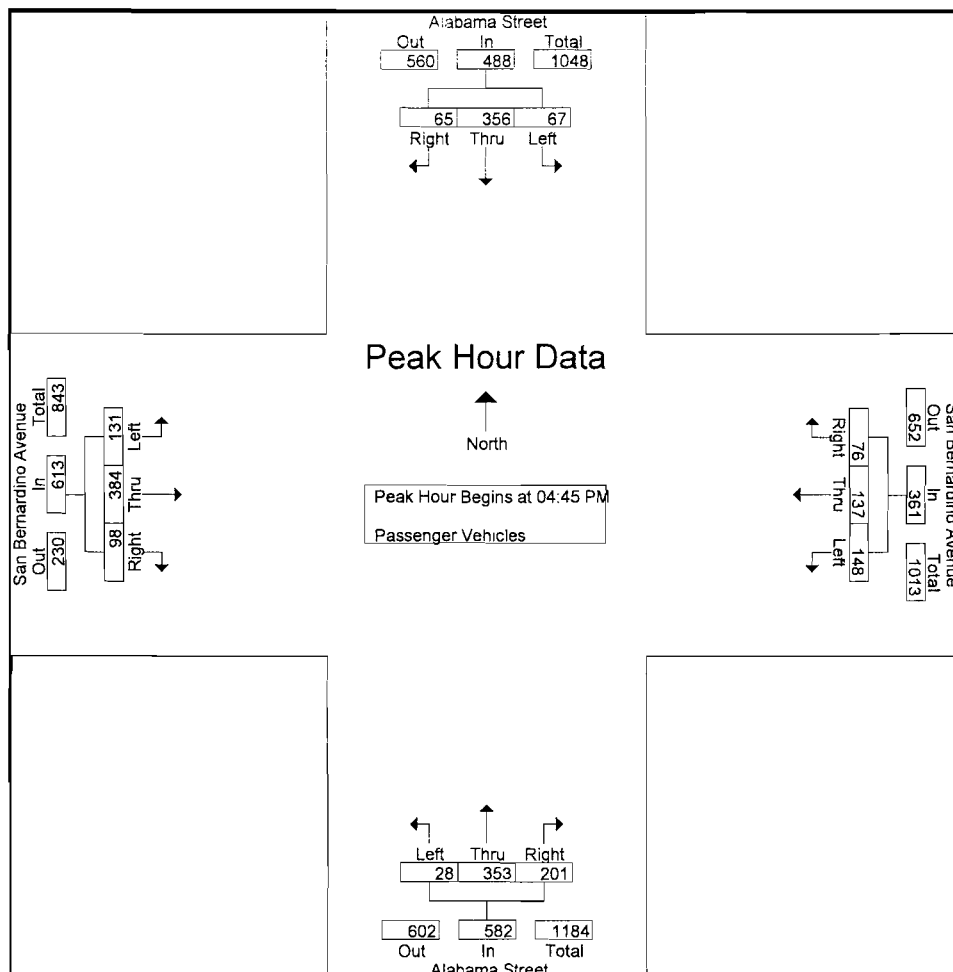 Alabama Street
Out In Total
560 488 1048
65 356 67
Right Thru Left
Peak Hour Data
North
Peak Hour Begins at 04:45 PM
Passenger Vehicles
San Bernardino Avenue
Total In Out
843 613 230
131 384 98
Left Thru Right
San Bernardino Avenue
Out In Total
652 361 1013
76 137 148
Right Thru Left
Left Thru Right
28 353 201
602 582 1184
Out In Total
Alabama Street